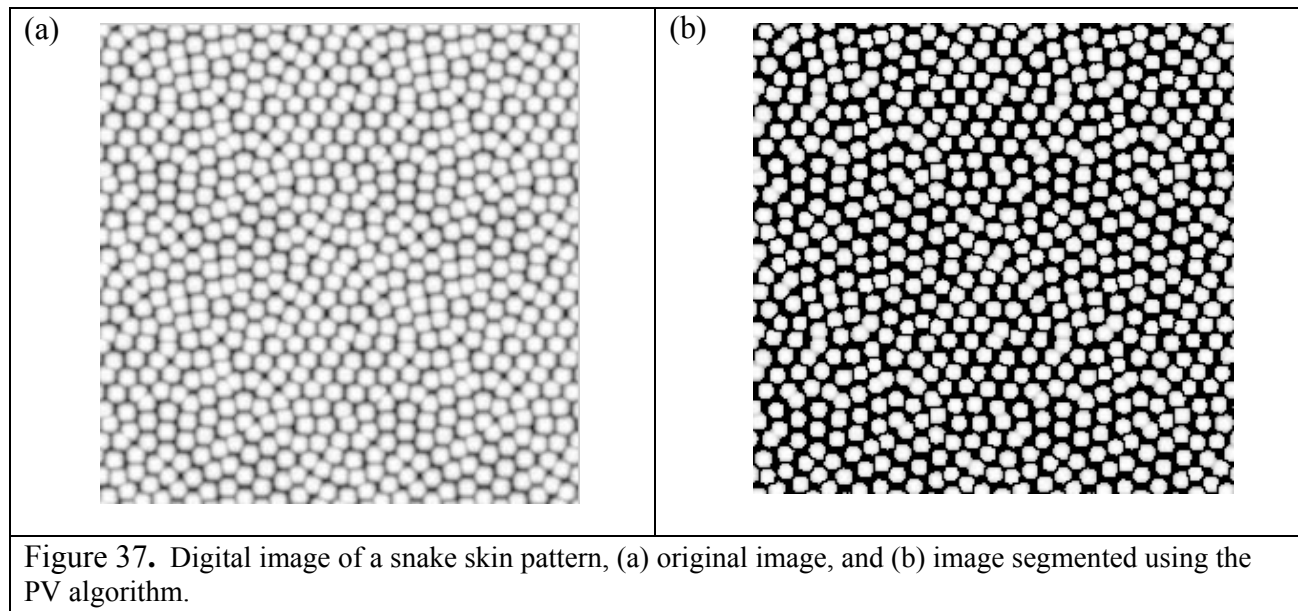 (a)
(b)
Figure 37. Digital image of a snake skin pattern, (a) original image, and (b) image segmented using the
PV algorithm.